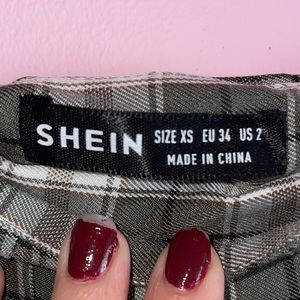 SHEIN SIZE XS EU 34 US 2
MADE IN CHINA